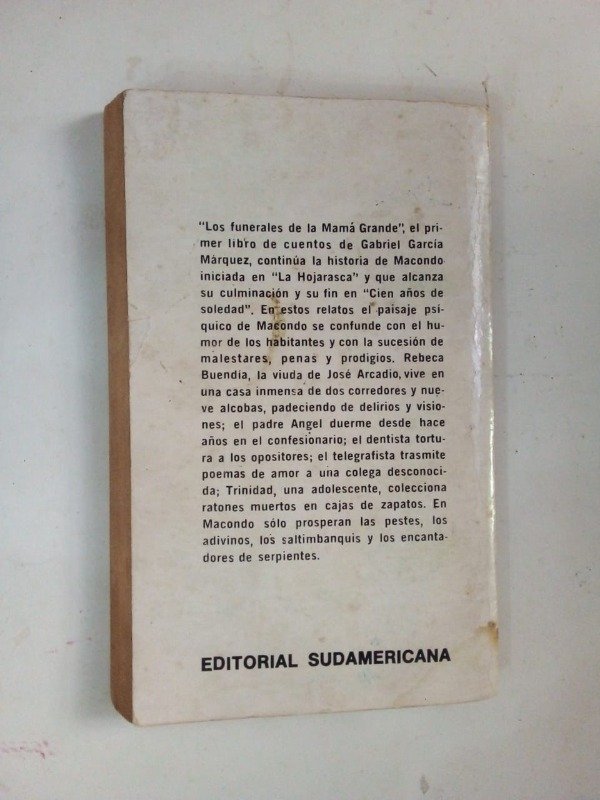 "Los funerales de la Mamá Grande", el pri-
mer libro de cuentos de Gabriel García
Márquez, continúa la historia de Macondo
iniciada en "La Hojarasca" y que alcanza
su culminación y su fin en "Cien años de
soledad". En estos relatos el paisaje psi-
quico de Macondo se confunde con el hu-
mor de los habitantes y con la sucesión de
malestares, penas y prodigios. Rebeca
Buendía, la viuda de José Arcadio, vive en
una casa inmensa de dos corredores y nue-
ve alcobas, padeciendo de delirios y visio-
nes; el padre Angel duerme desde hace
años en el confesionario; el dentista tortu-
ra a los opositores; el telegrafista trasmite
poemas de amor a una colega desconoci-
da; Trinidad, una adolescente, colecciona
ratones muertos en cajas de zapatos. En
Macondo sólo prosperan las pestes, los
adivinos, los saltimbanquis y los encanta-
dores de serpientes.
EDITORIAL SUDAMERICANA